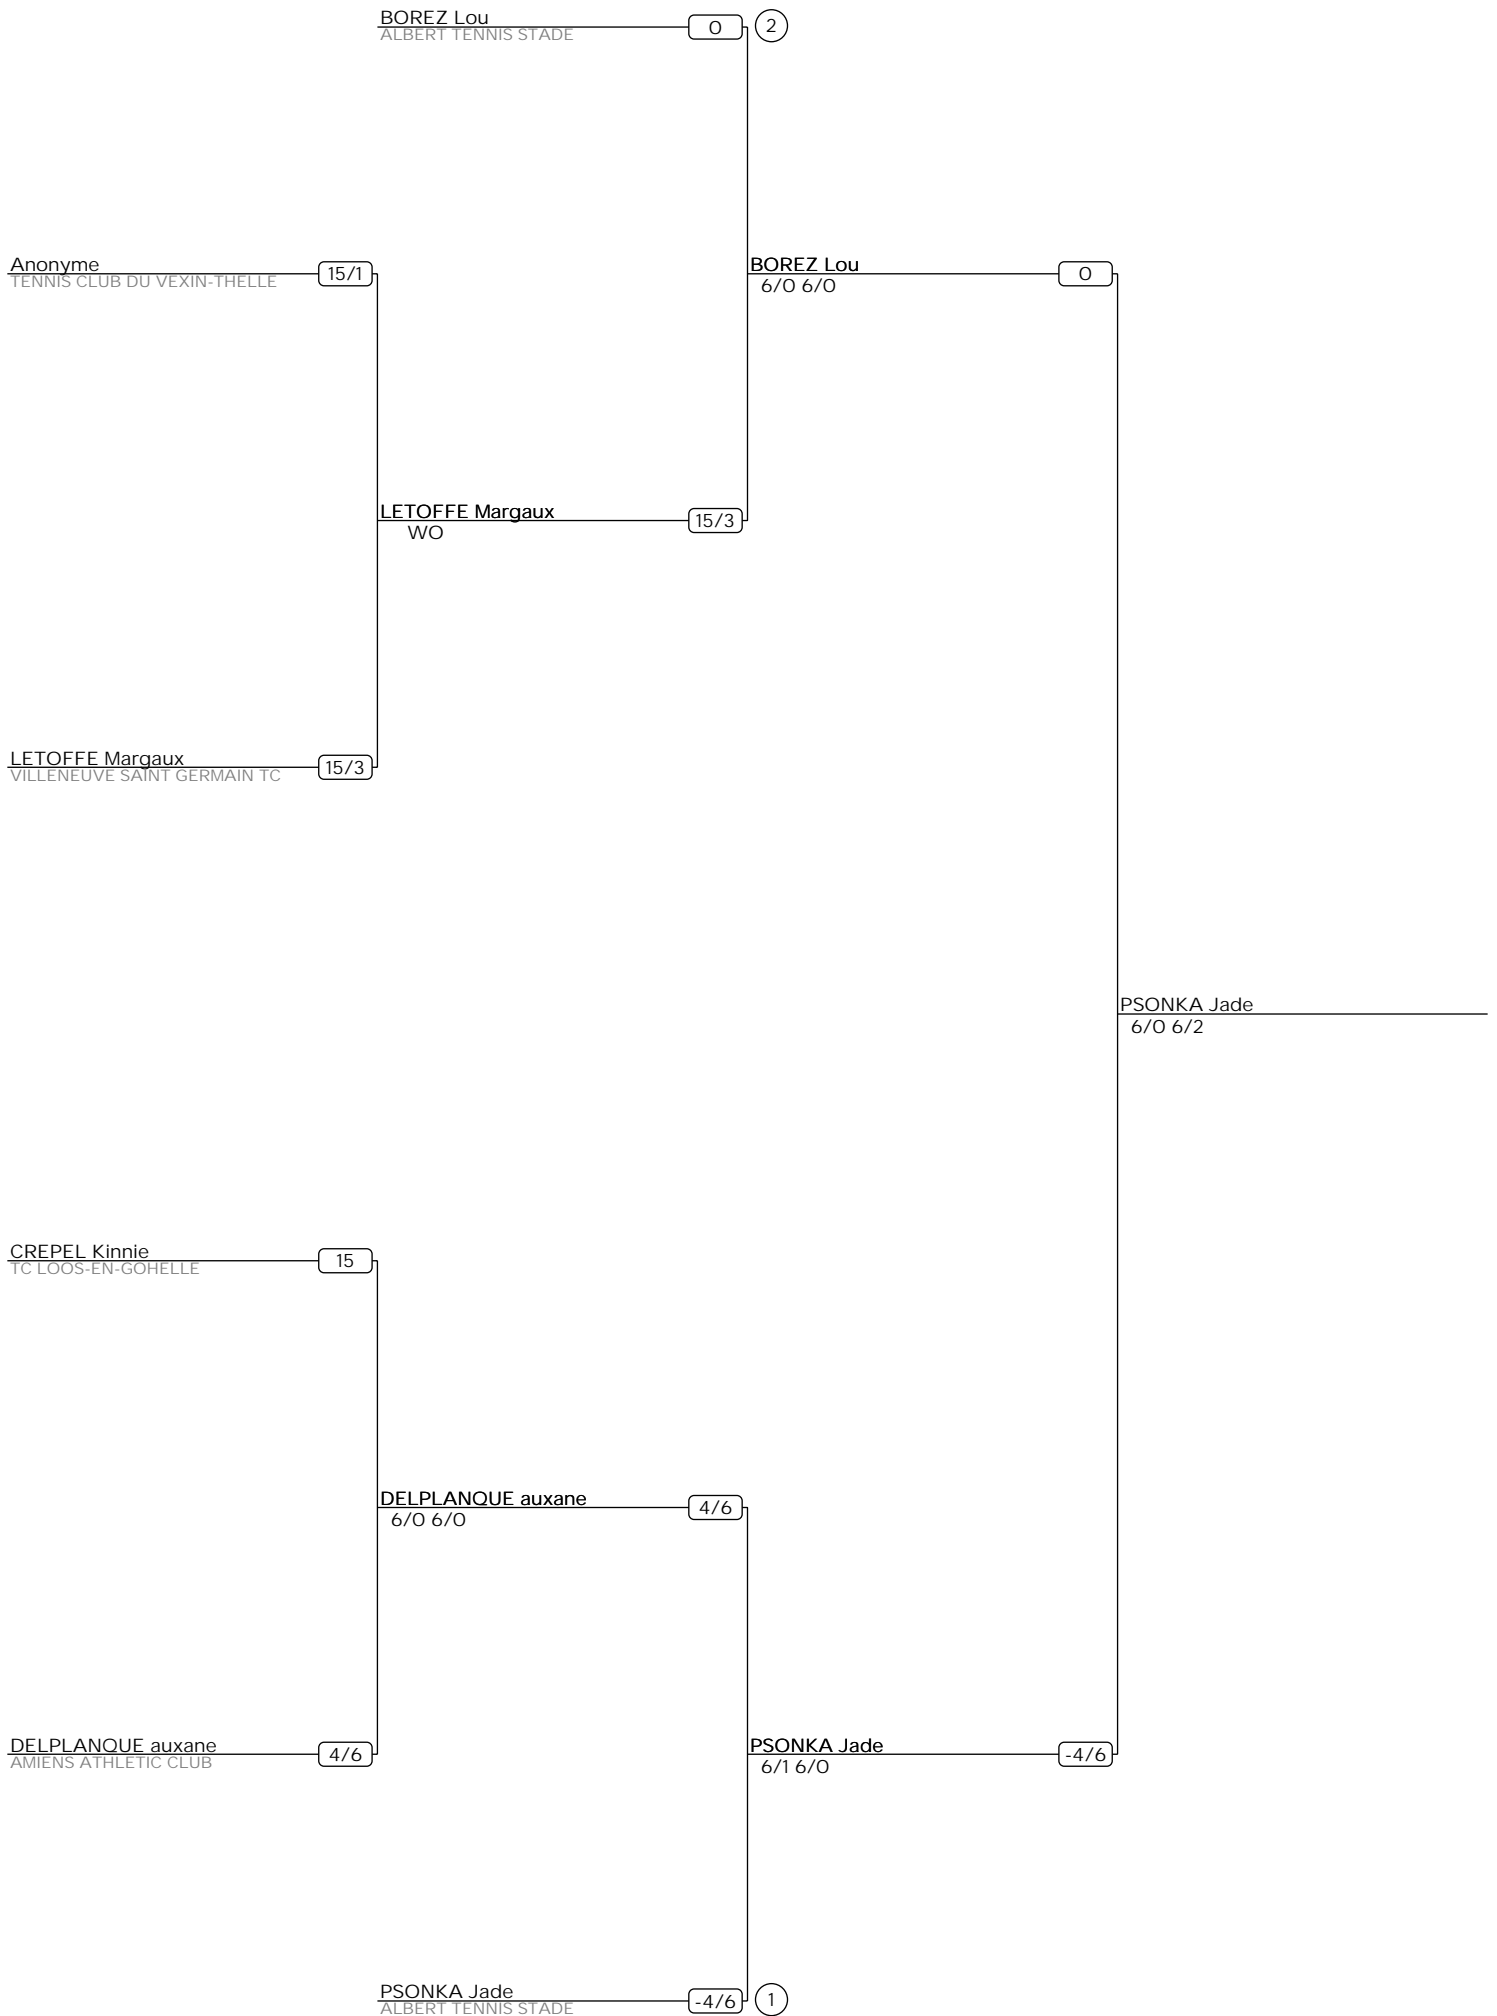 BOREZ Lou
ALBERT TENNIS STADE
0
2
Anonyme
TENNIS CLUB DU VEXIN-THELLE
15/1
BOREZ Lou
6/0 6/0
0
LETOFFE Margaux
WO
15/3
LETOFFE Margaux
VILLENEUVE SAINT GERMAIN TC
15/3
PSONKA Jade
6/0 6/2
CREPEL Kinnie
TC LOOS-EN-GOHELLE
15
DELPLANQUE auxane
6/0 6/0
4/6
DELPLANQUE auxane
AMIENS ATHLETIC CLUB
4/6
PSONKA Jade
6/1 6/0
-4/6
PSONKA Jade
ALBERT TENNIS STADE
-4/6
1